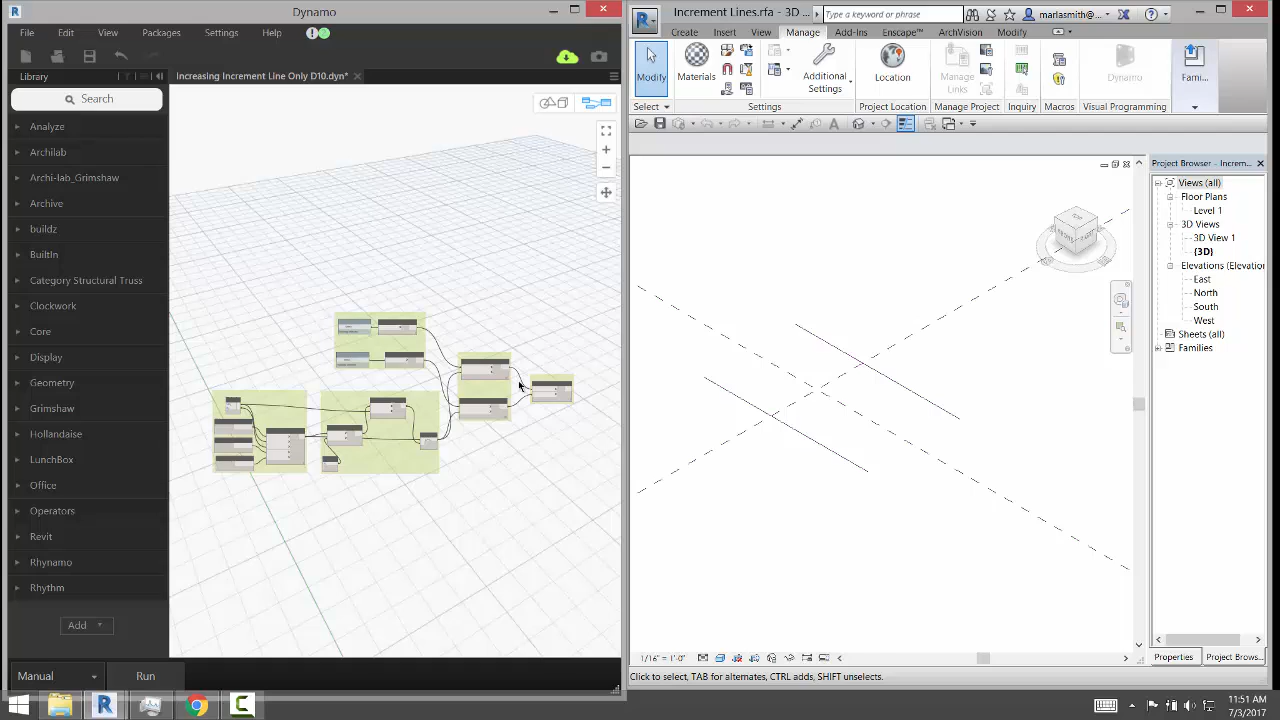 Dynamo
File
Edit
View
Packages
Settings
Help
Library
Increasing Increment Line Only D10.dyn*
Search
Analyze
Archilab
Archi-lab_Grimshaw
Archive
buildz
BuiltIn
Category Structural Truss
Clockwork
Core
Display
Geometry
Grimshaw
Hollandaise
LunchBox
Office
Operators
Revit
Rhynamo
Rhythm
Add
Manual
Run
Increment Lines.rfa - 3D ...
Type a keyword or phrase
marlasmith@...
Create
Insert
View
Manage
Add-Ins
Enscape™
ArchVision
Modify
Modify
Materials
Additional
Settings
Location
Manage
Links
Dynamo
Fami...
Select
Settings
Project Location
Manage Project
Inquiry
Macros
Visual Programming
Project Browser - Increm...
Views (all)
Floor Plans
Level 1
3D Views
3D View 1
{3D}
Elevations (Elevation
East
North
South
West
Sheets (all)
Families
1/16" = 1'-0"
Properties
Project Brows...
Click to select, TAB for alternates, CTRL adds, SHIFT unselects.
11:51 AM
7/3/2017